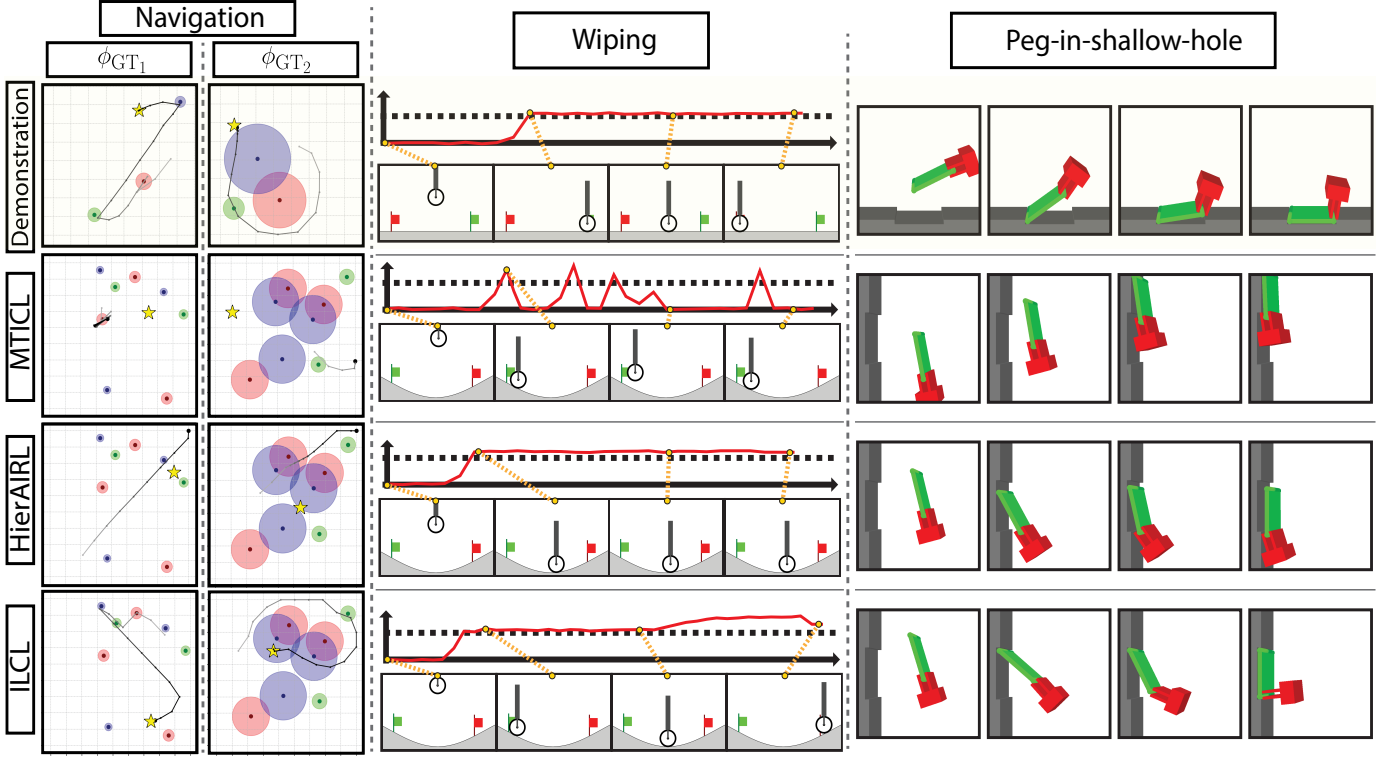 Navigation
Wiping
Peg-in-shallow-hole
ϕGT₁
ϕGT₂
Demonstration
MTICL
HierAIRL
ILCL